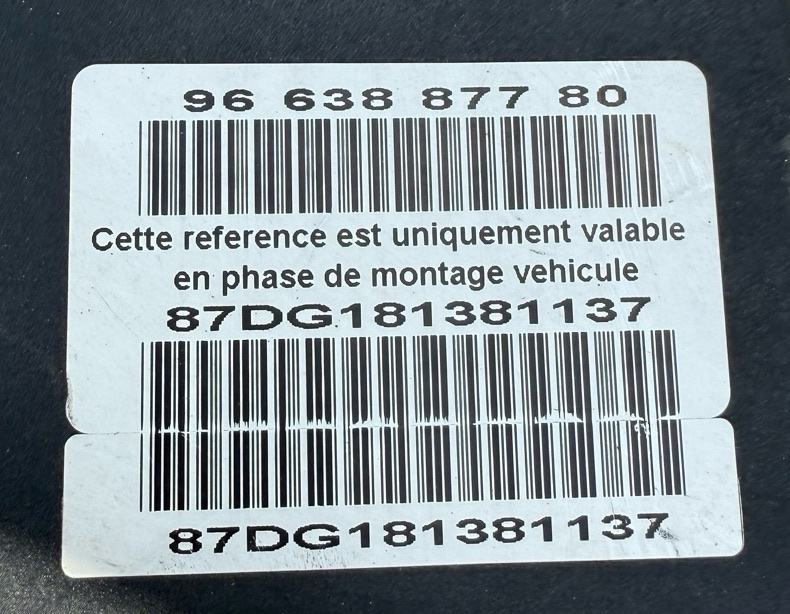 96 638 877 80
Cette reference est uniquement valable
en phase de montage vehicule
87DG181381137
87DG181381137